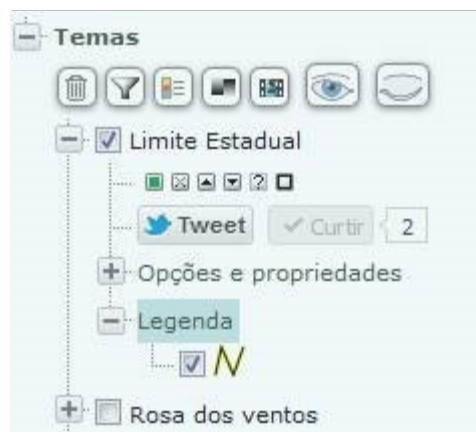 Temas
Limite Estadual
?
Tweet Curtir 2
Opções e propriedades
Legenda
Rosa dos ventos